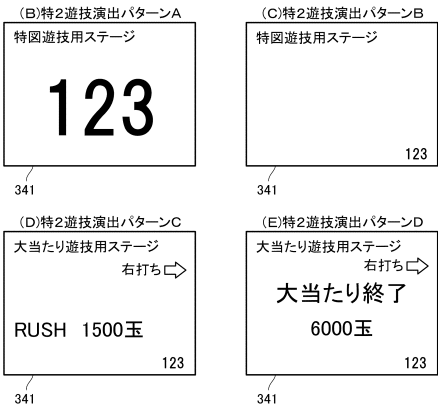 (B)特2遊技演出パターンA
特図遊技用ステージ
123
341
(C)特2遊技演出パターンB
特図遊技用ステージ
123
341
(D)特2遊技演出パターンC
大当たり遊技用ステージ
右打ち
RUSH 1500玉
123
341
(E)特2遊技演出パターンD
大当たり遊技用ステージ
右打ち
大当たり終了
6000玉
123
341